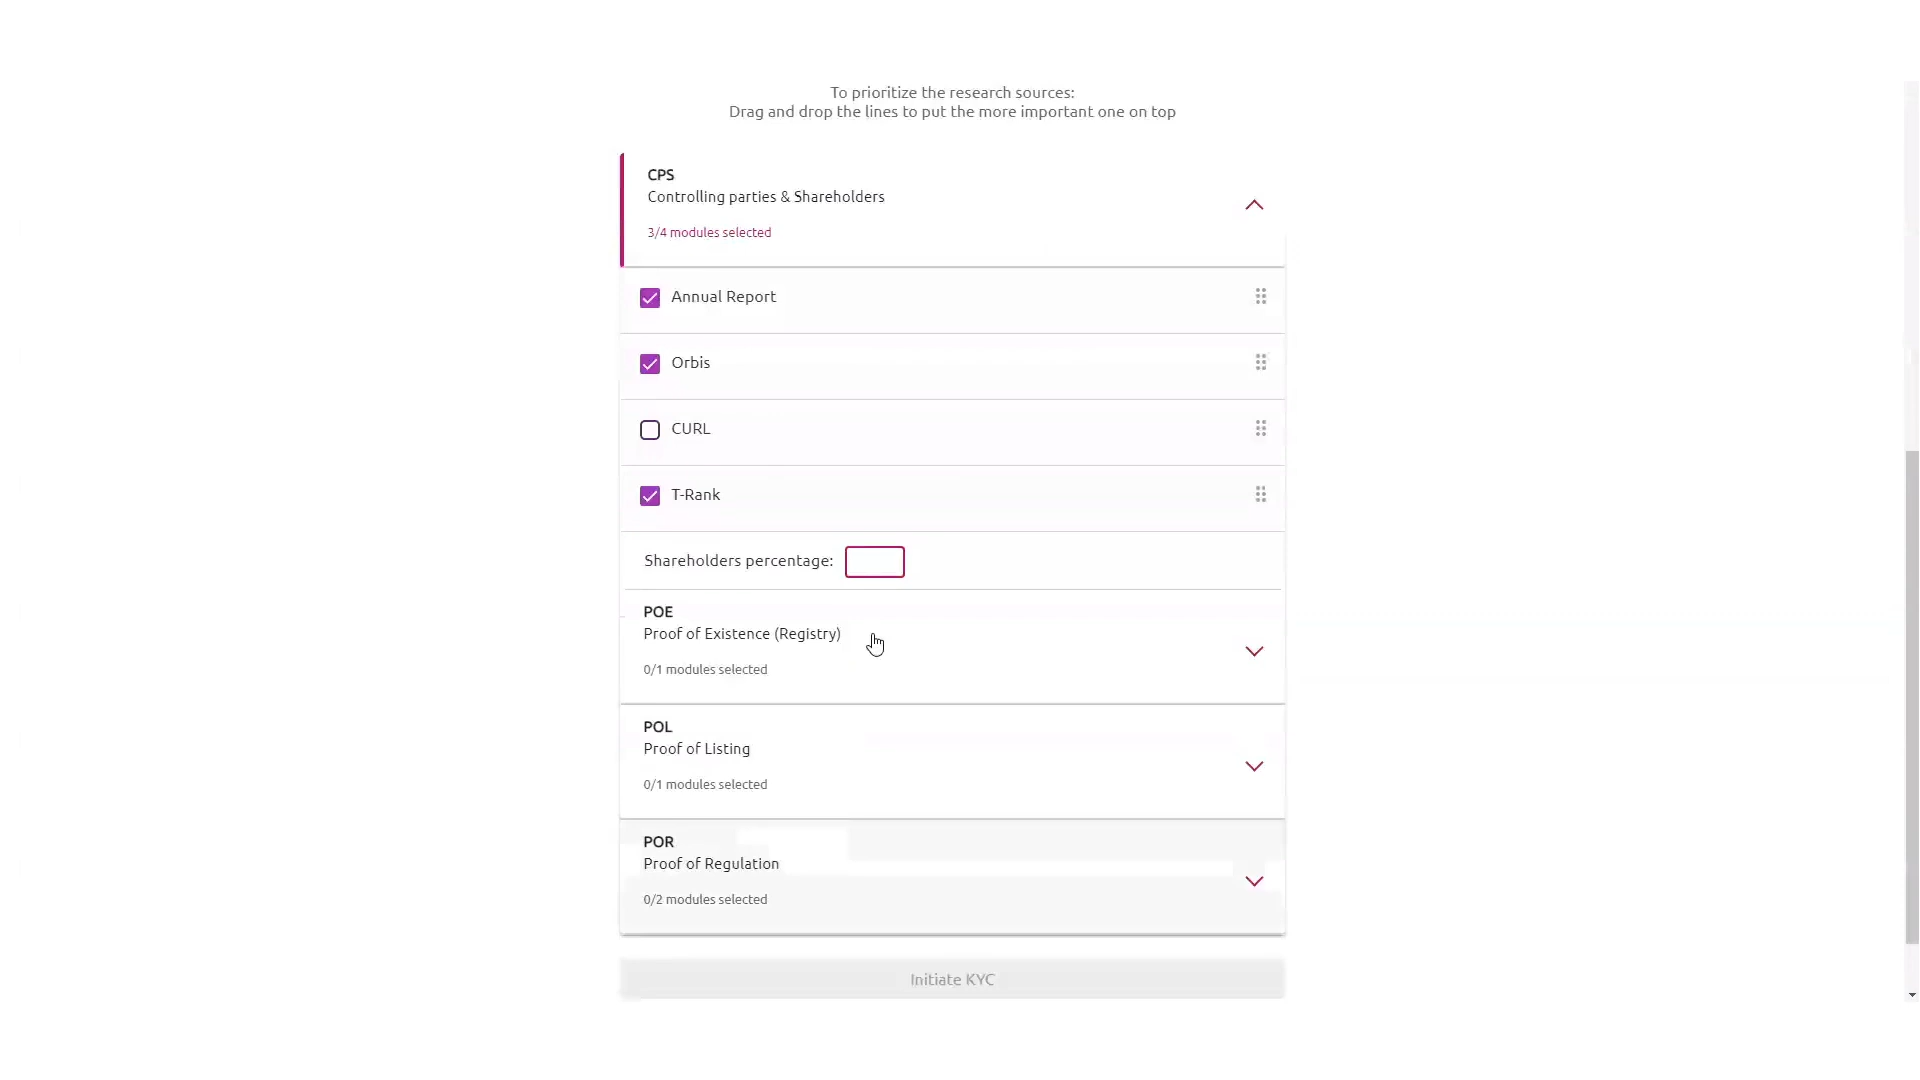 To prioritize the research sources:
Drag and drop the lines to put the more important one on top
CPS
Controlling parties & Shareholders
3/4 modules selected
Annual Report
Orbis
CURL
T-Rank
Shareholders percentage:
POE
Proof of Existence (Registry)
0/1 modules selected
POL
Proof of Listing
0/1 modules selected
POR
Proof of Regulation
0/2 modules selected
Initiate KYC